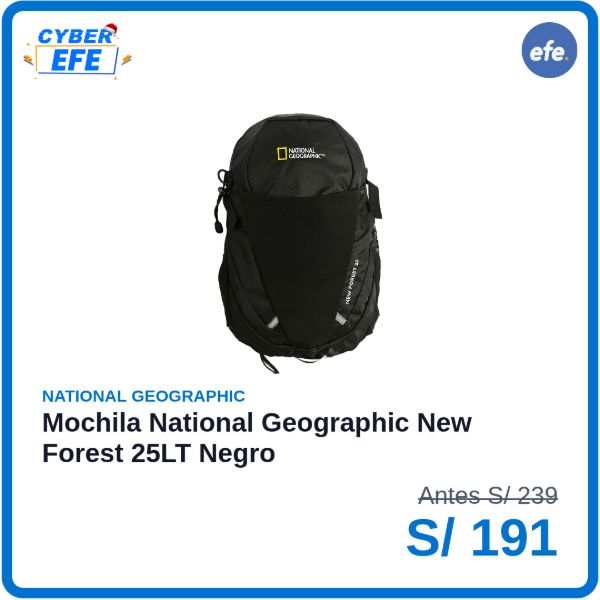 CYBER
EFE
efe.
NATIONAL
GEOGRAPHIC™
NEW FOREST 25
NATIONAL GEOGRAPHIC
Mochila National Geographic New
Forest 25LT Negro
Antes S/ 239
S/ 191